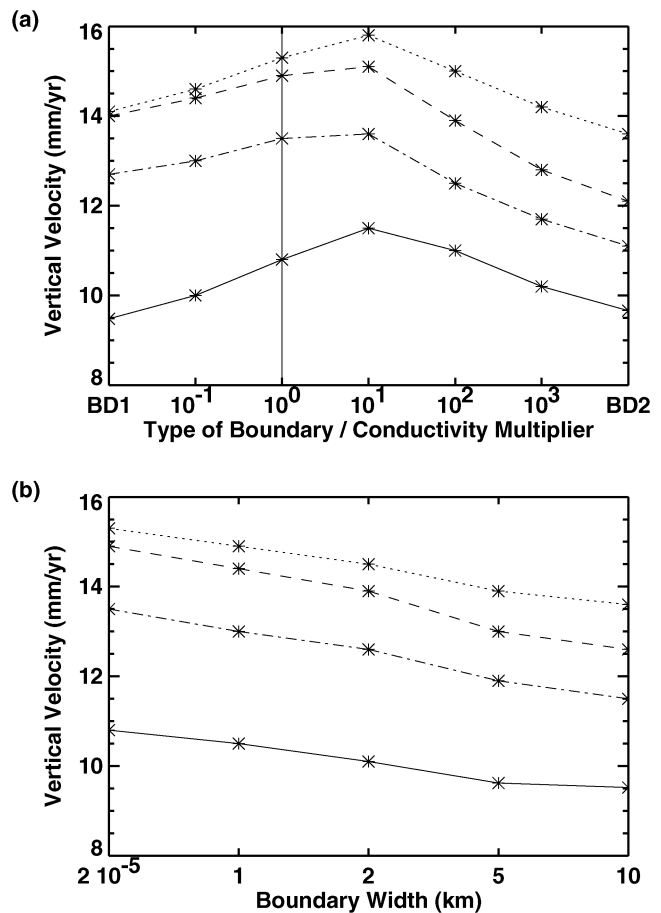 (a)
Vertical Velocity (mm/yr)
16
14
12
10
8
BD1 10^-1 10^0 10^1 10^2 10^3 BD2
Type of Boundary / Conductivity Multiplier
(b)
Vertical Velocity (mm/yr)
16
14
12
10
8
2 10^-5 1 2 5 10
Boundary Width (km)